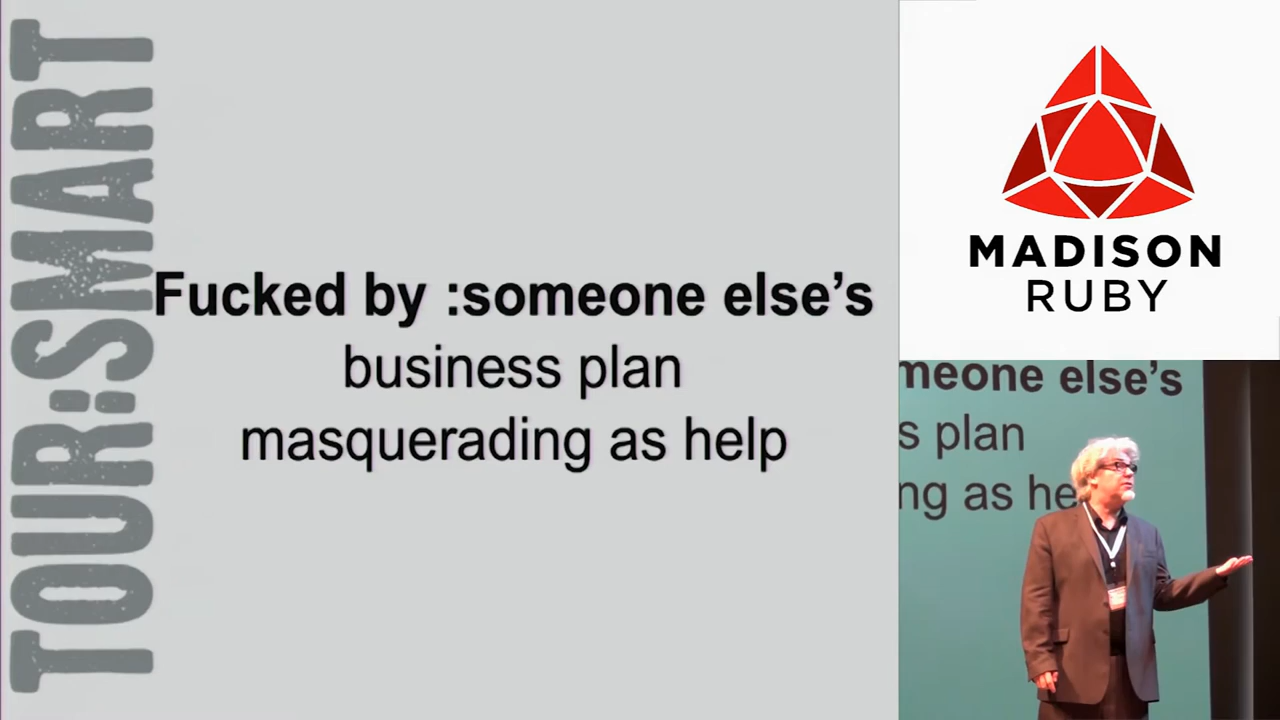 TOUR:SMART
Fucked by :someone else's
business plan
masquerading as help
MADISON
RUBY
meone else's
s plan
ng as he